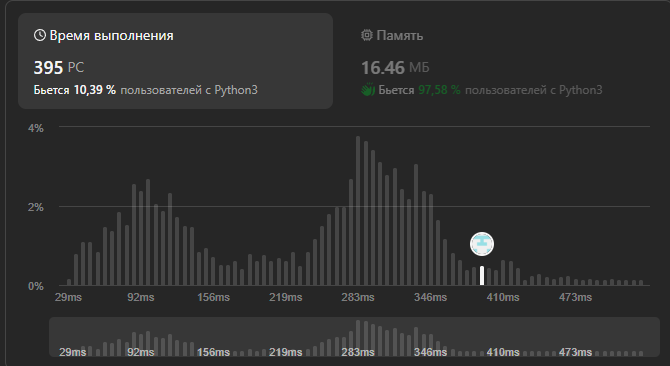 Время выполнения
395 РС
Бьется 10,39 % пользователей с Python3
Память
16.46 МБ
Бьется 97,58 % пользователей с Python3
4%
2%
0%
29ms 92ms 156ms 219ms 283ms 346ms 410ms 473ms
29ms 92ms 156ms 219ms 283ms 346ms 410ms 473ms